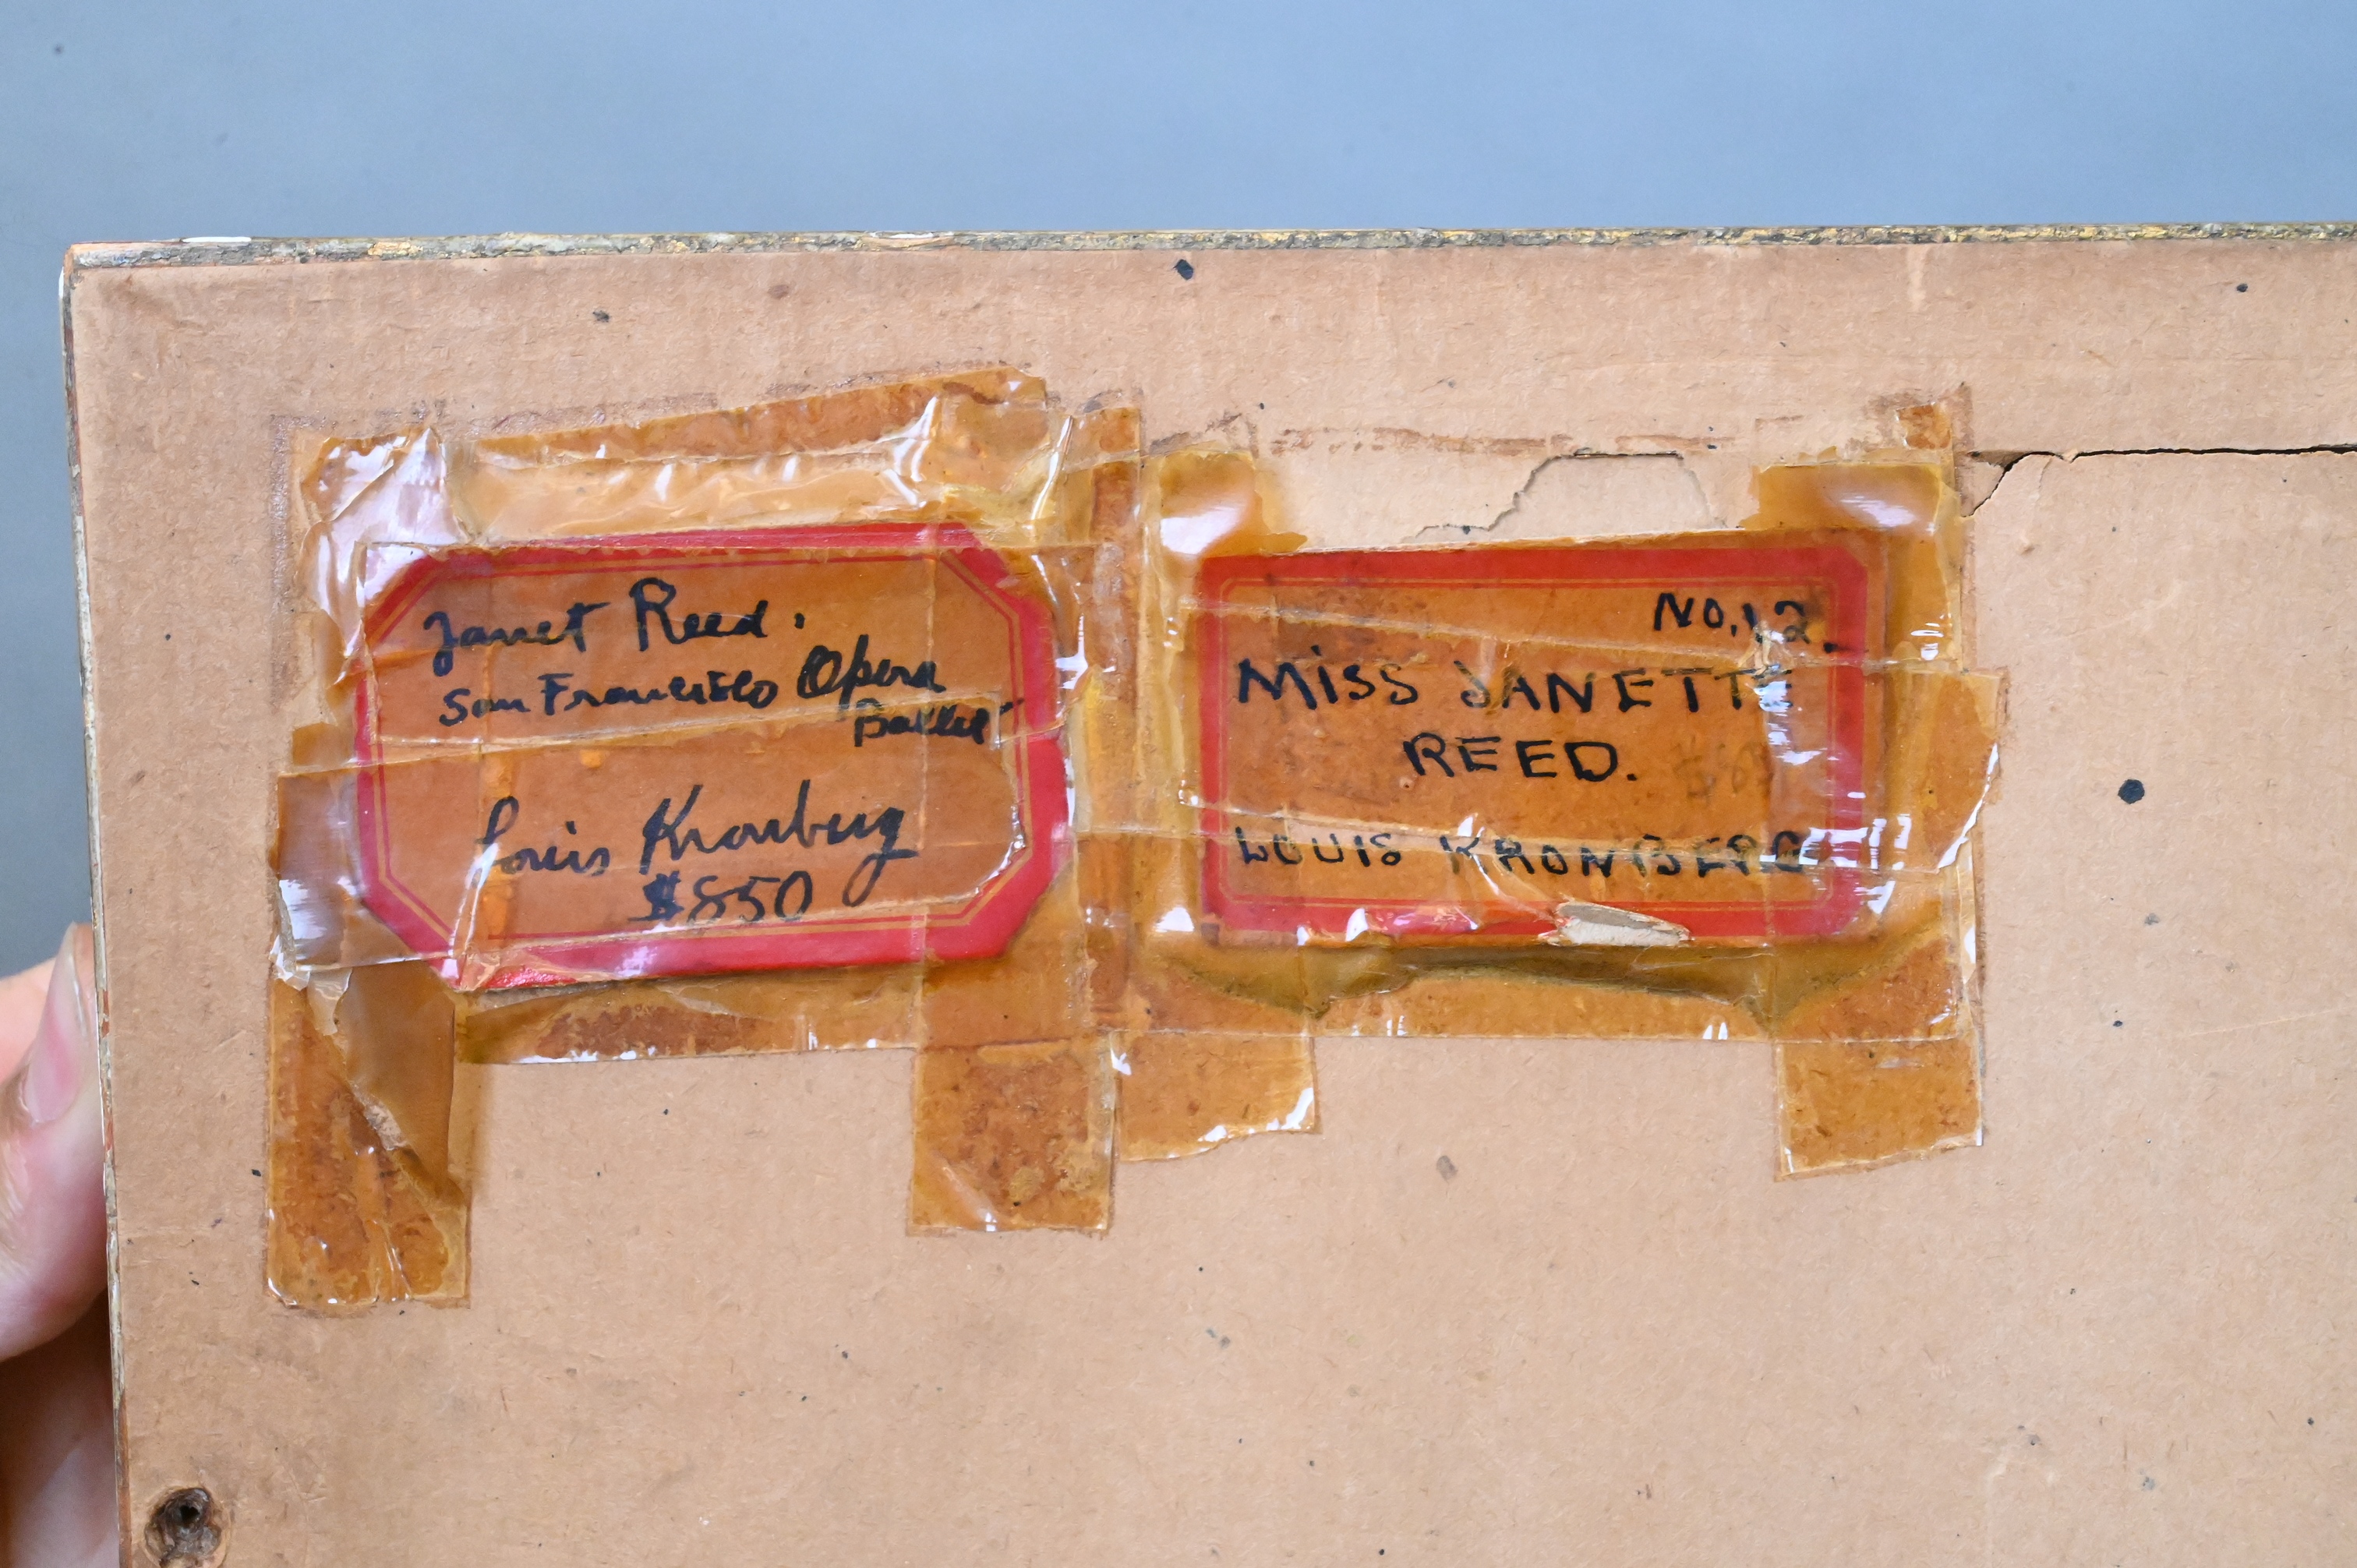 Janet Reed.
San Francisco Opera
Ballet
Louis Kronberg
$850
No. 12.
MISS JANETTE
REED.
LOUIS KRONBERG